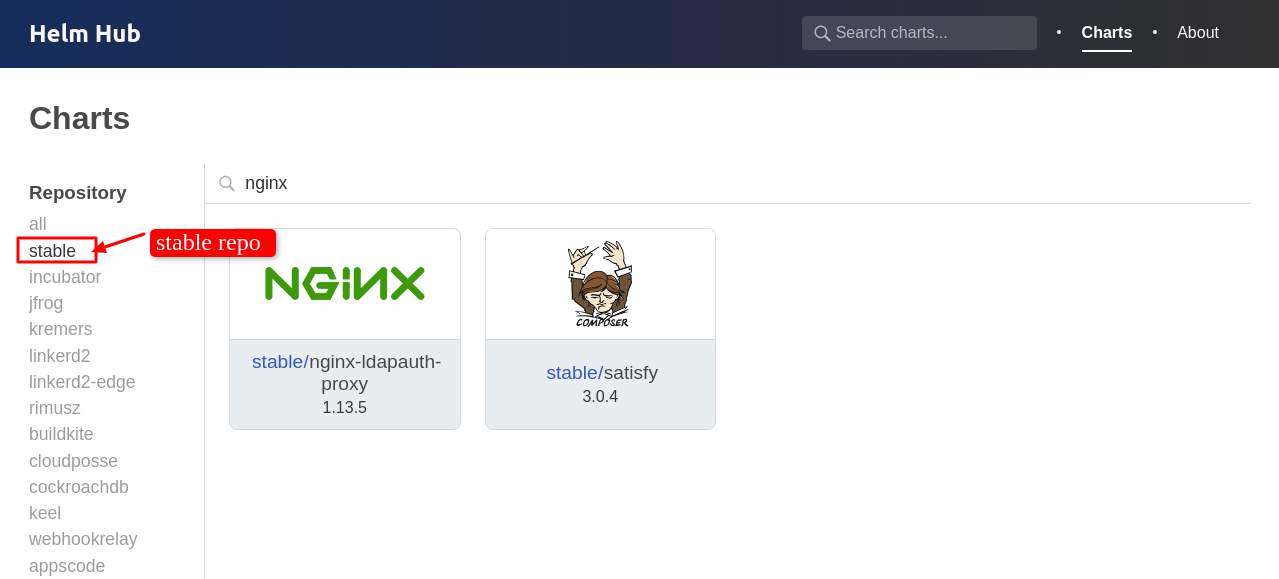 Helm Hub
Search charts...
• Charts • About
Charts
Repository
all
stable
incubator
jfrog
kremers
linkerd2
linkerd2-edge
rimusz
buildkite
cloudposse
cockroachdb
keel
webhookrelay
appscode
stable repo
nginx
NGiNX
stable/nginx-ldapauth-
proxy
1.13.5
COMPOSER
stable/satisfy
3.0.4